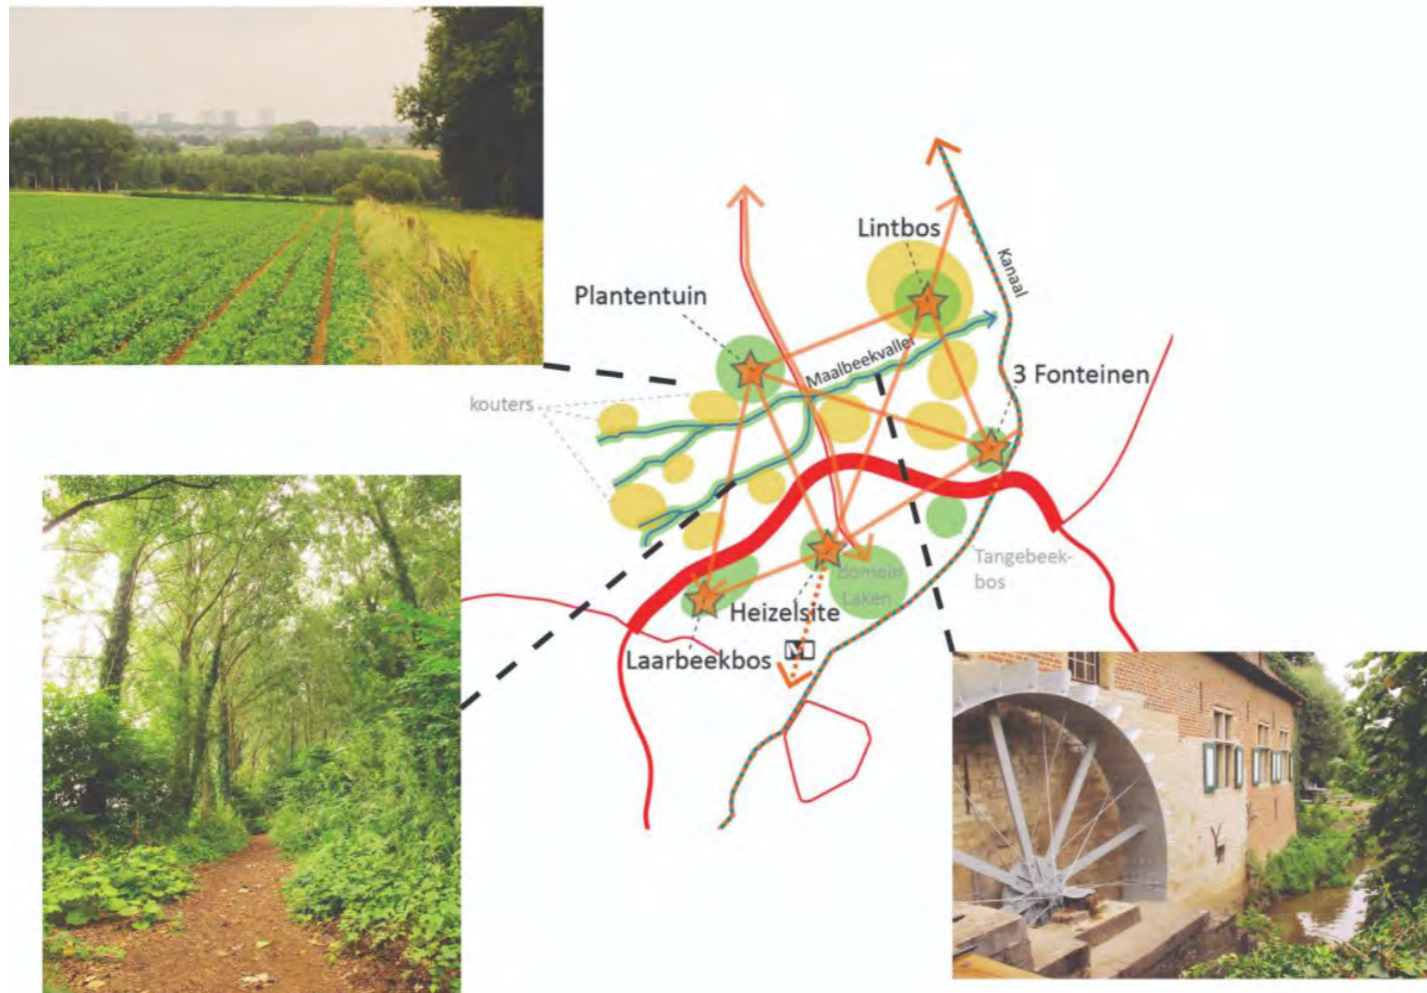 Lintbos
Kanaal
Plantentuin
Maalbeekvallei
3 Fonteinen
kouters
Tangebeek-
bos
Domein
Laken
Heizelsite
M
Laarbeekbos